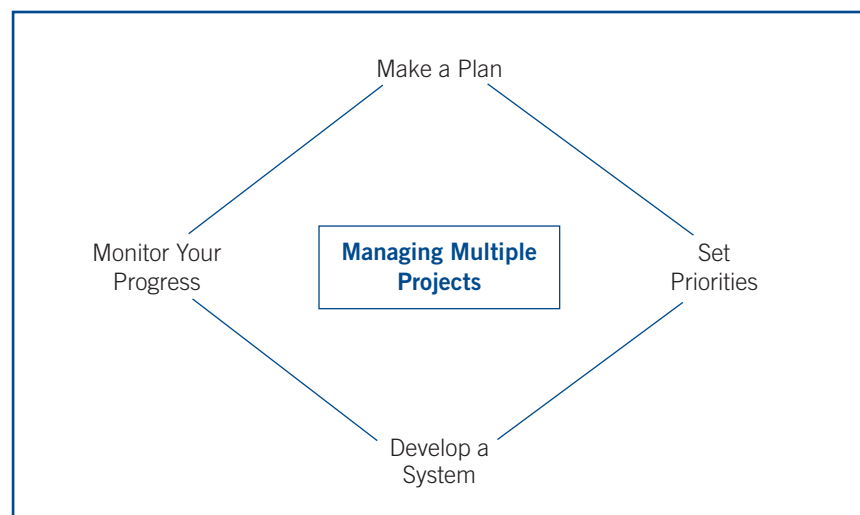 Make a Plan
Monitor Your
Progress
Managing Multiple
Projects
Set
Priorities
Develop a
System